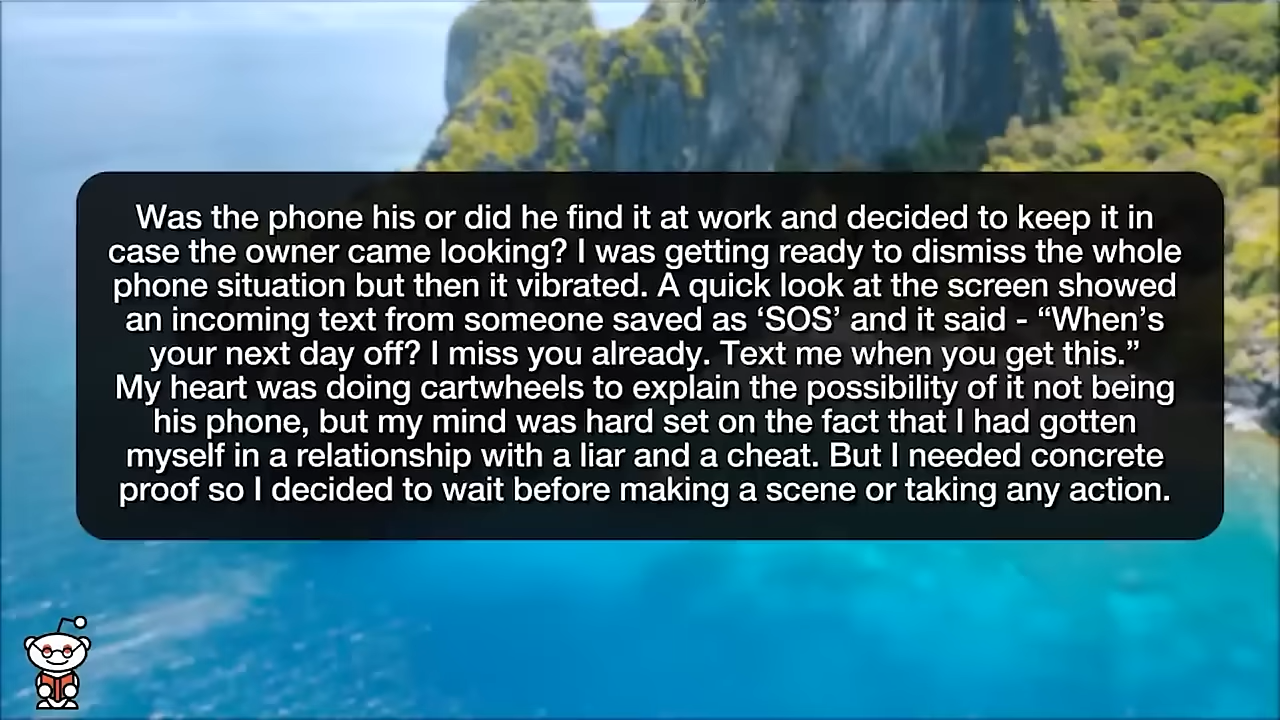 Was the phone his or did he find it at work and decided to keep it in
case the owner came looking? I was getting ready to dismiss the whole
phone situation but then it vibrated. A quick look at the screen showed
an incoming text from someone saved as ‘SOS’ and it said - “When’s
your next day off? I miss you already. Text me when you get this.”
My heart was doing cartwheels to explain the possibility of it not being
his phone, but my mind was hard set on the fact that I had gotten
myself in a relationship with a liar and a cheat. But I needed concrete
proof so I decided to wait before making a scene or taking any action.